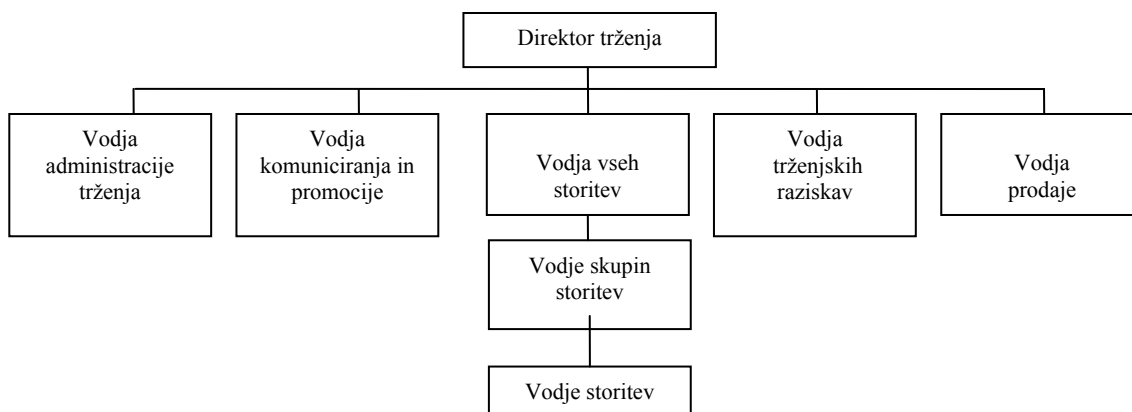 Direktor trženja
Vodja
administracije
trženja
Vodja
komuniciranja in
promocije
Vodja vseh
storitev
Vodja
trženjskih
raziskav
Vodja
prodaje
Vodje skupin
storitev
Vodje storitev